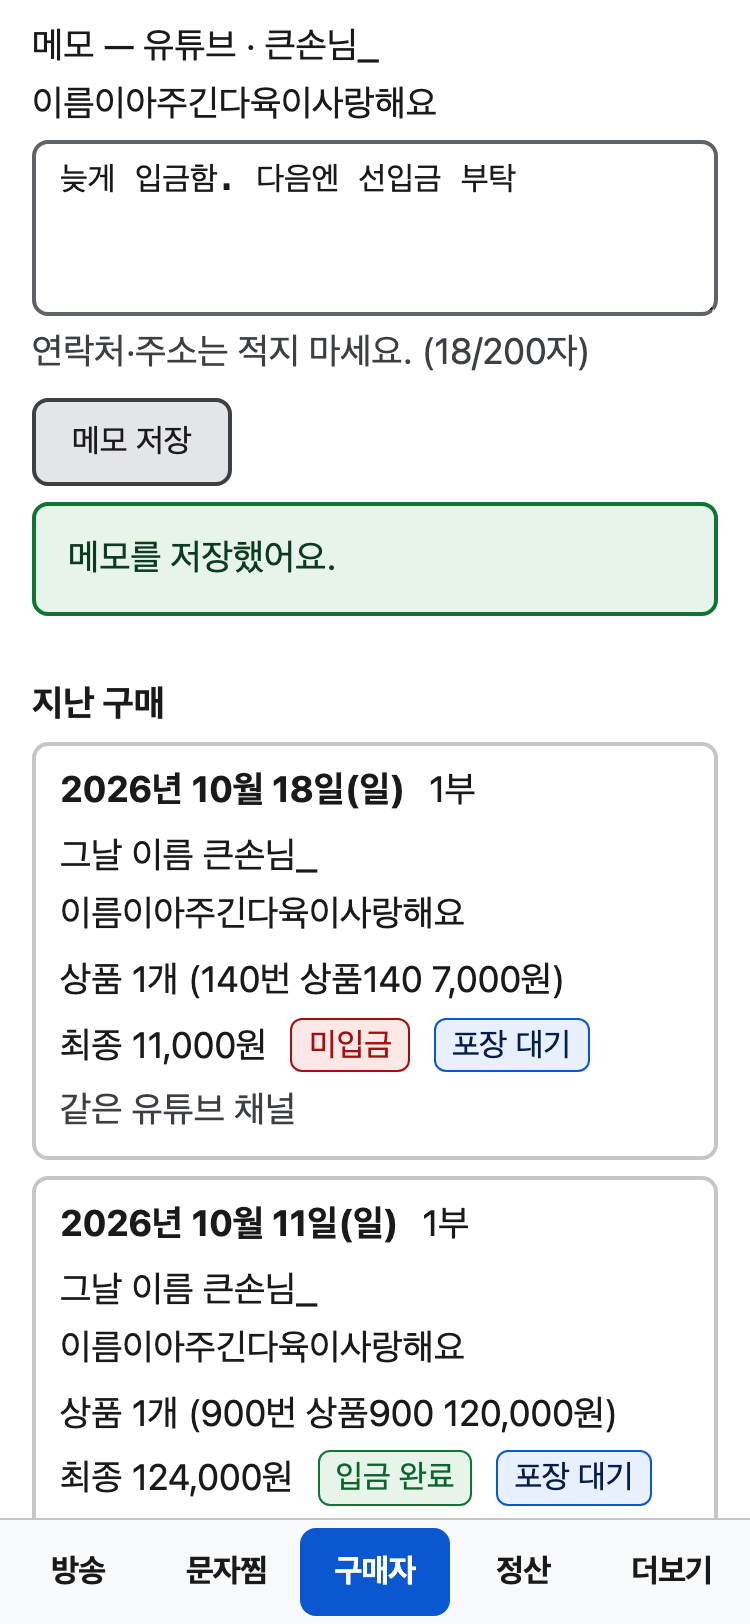 메모 — 유튜브 · 큰손님_
이름이아주긴다육이사랑해요
늦게 입금함. 다음엔 선입금 부탁
연락처·주소는 적지 마세요. (18/200자)
메모 저장
메모를 저장했어요.
지난 구매
2026년 10월 18일(일) 1부
그날 이름 큰손님_
이름이아주긴다육이사랑해요
상품 1개 (140번 상품140 7,000원)
최종 11,000원 미입금 포장 대기
같은 유튜브 채널
2026년 10월 11일(일) 1부
그날 이름 큰손님_
이름이아주긴다육이사랑해요
상품 1개 (900번 상품900 120,000원)
최종 124,000원 입금 완료 포장 대기
방송 문자찜 구매자 정산 더보기